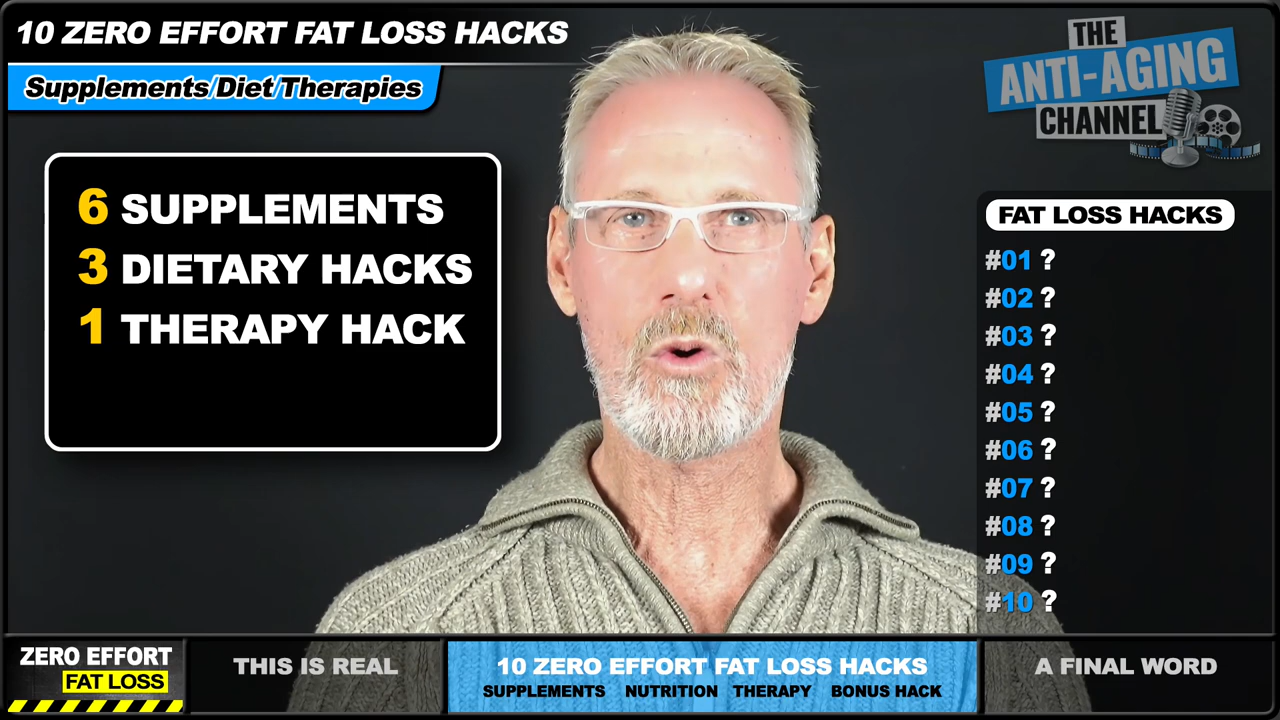 10 ZERO EFFORT FAT LOSS HACKS
Supplements/Diet/Therapies
THE
ANTI-AGING
CHANNEL
6 SUPPLEMENTS
3 DIETARY HACKS
1 THERAPY HACK
FAT LOSS HACKS
#01 ?
#02 ?
#03 ?
#04 ?
#05 ?
#06 ?
#07 ?
#08 ?
#09 ?
#10 ?
ZERO EFFORT
FAT LOSS
THIS IS REAL
10 ZERO EFFORT FAT LOSS HACKS
SUPPLEMENTS NUTRITION THERAPY BONUS HACK
A FINAL WORD